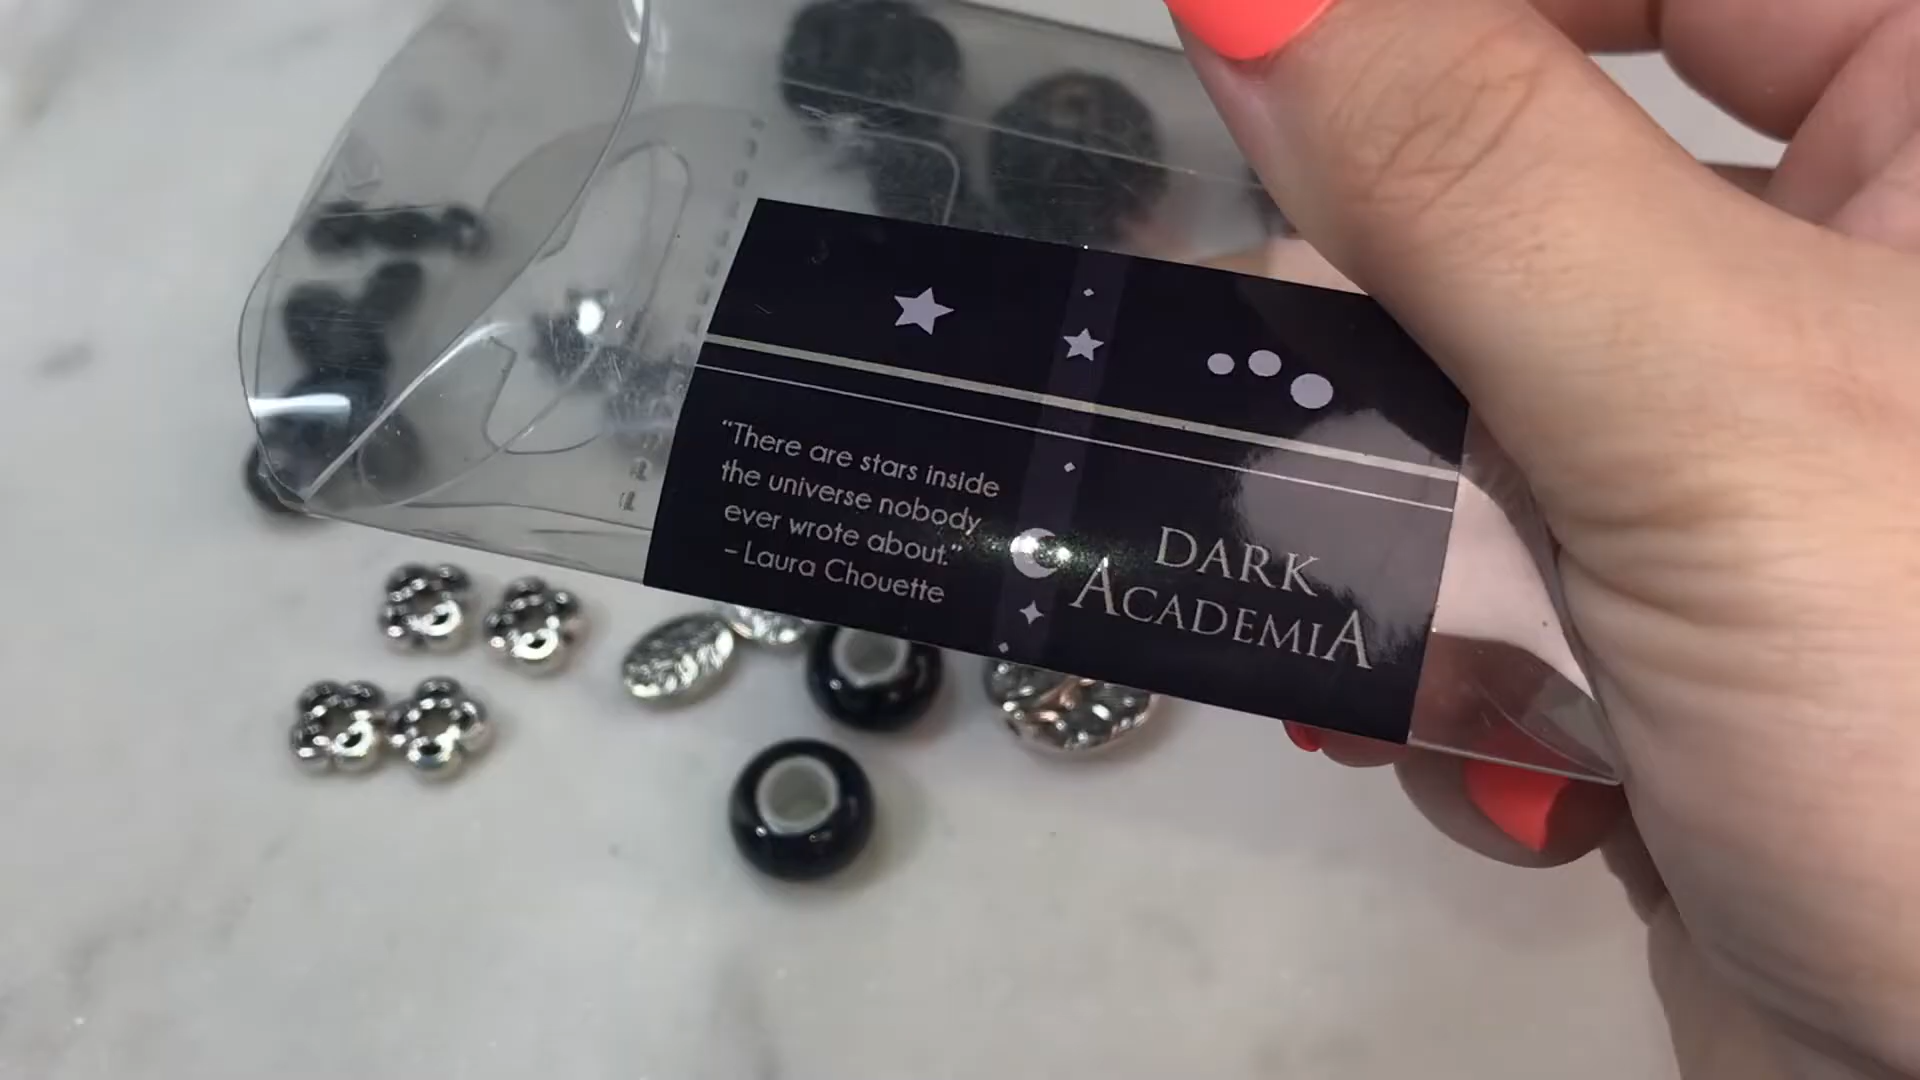 “There are stars inside
the universe nobody
ever wrote about.”
– Laura Chouette
DARK
ACADEMIA